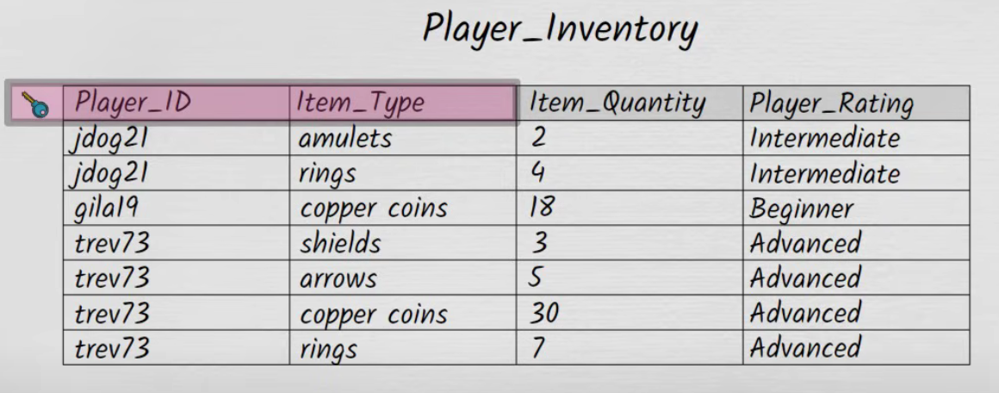 Player_Inventory
Player_ID Item_Type Item_Quantity Player_Rating
jdog21 amulets 2 Intermediate
jdog21 rings 4 Intermediate
gila19 copper coins 18 Beginner
trev73 shields 3 Advanced
trev73 arrows 5 Advanced
trev73 copper coins 30 Advanced
trev73 rings 7 Advanced